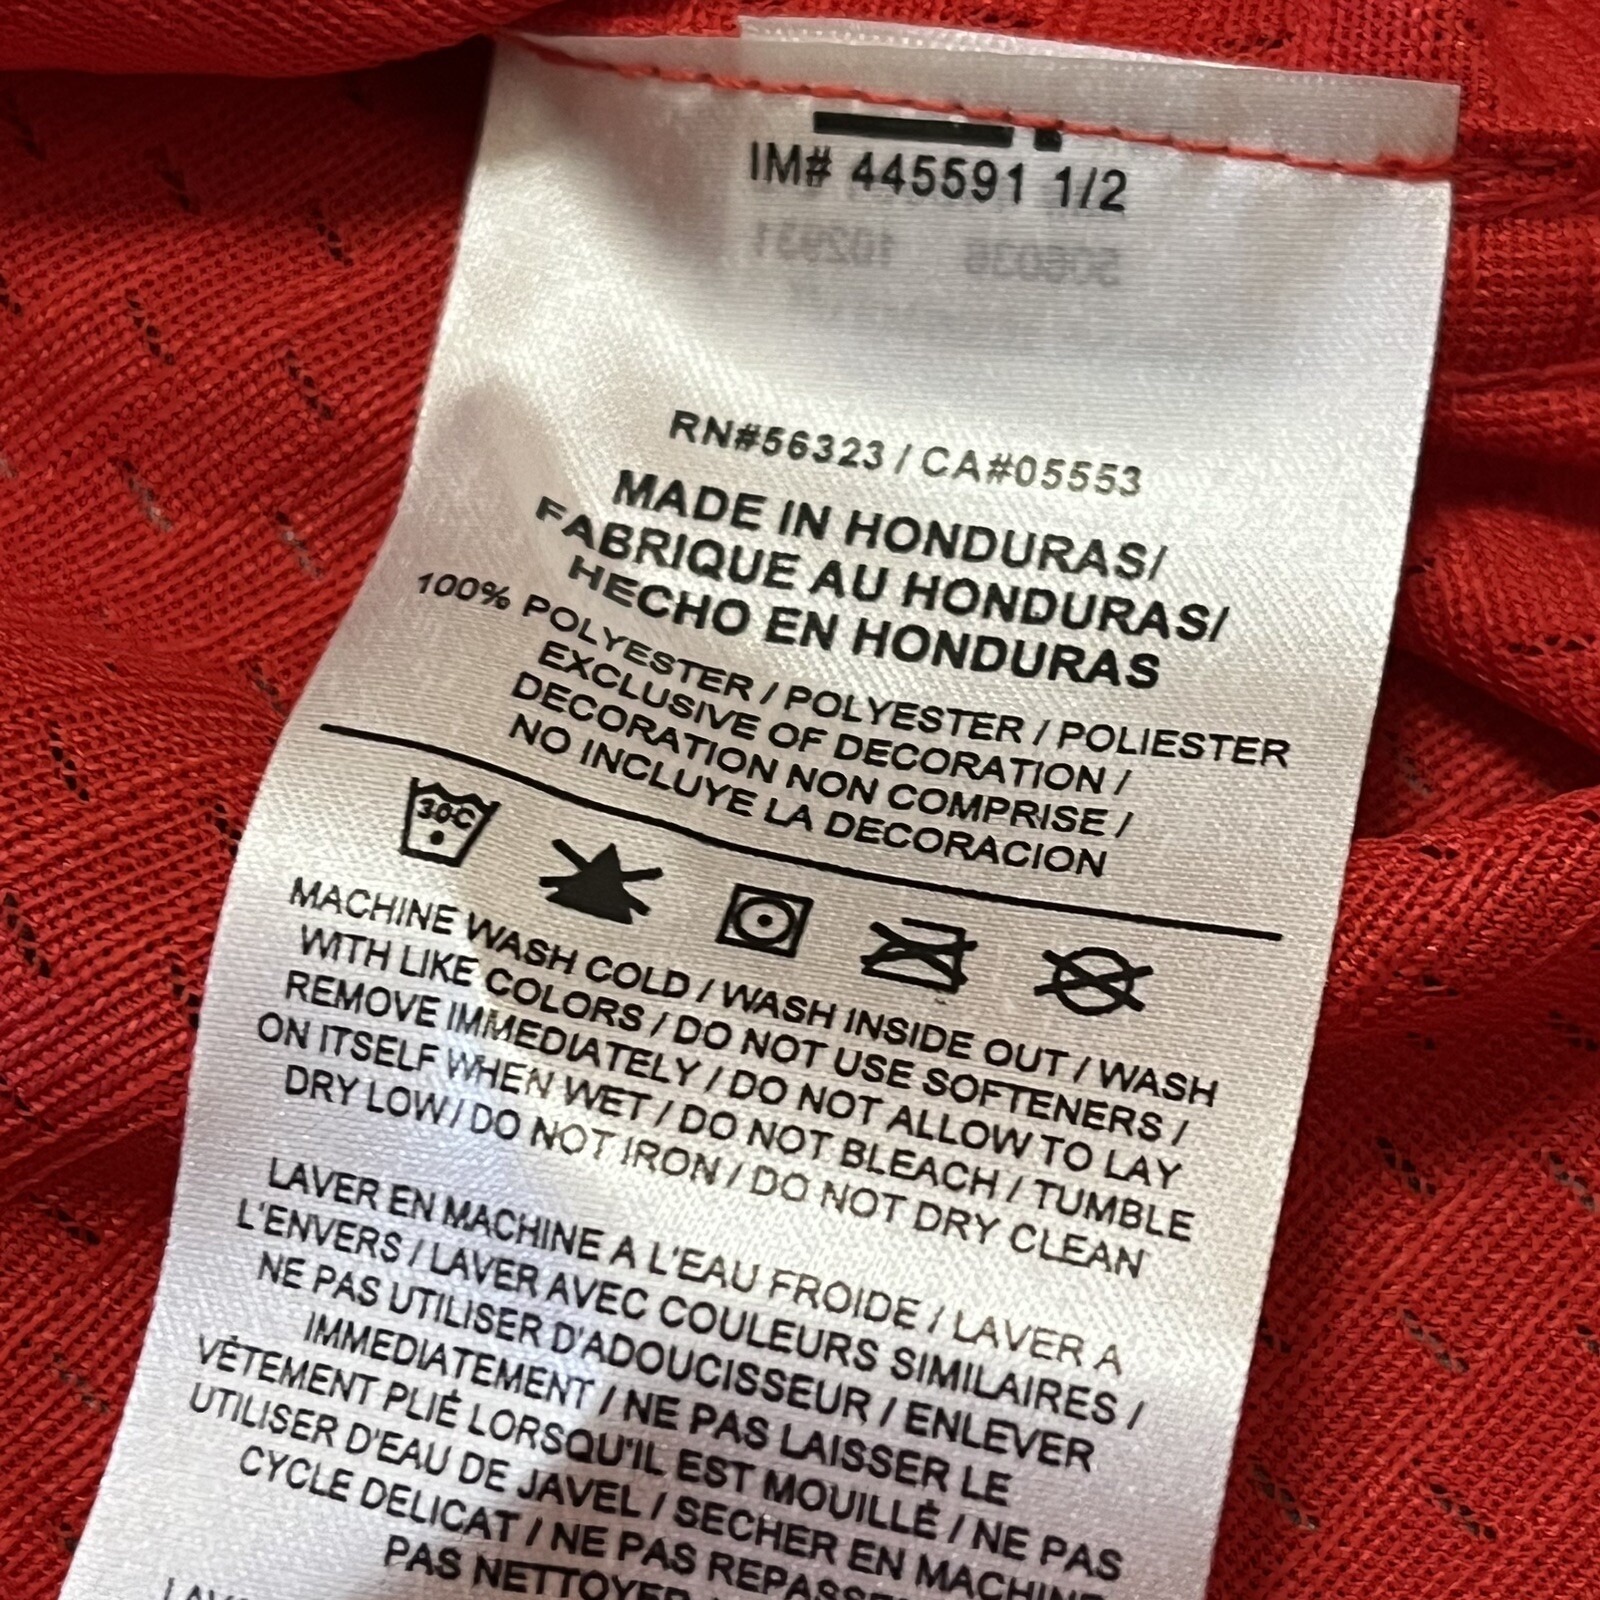 IM# 445591 1/2
RN#56323 / CA#05553
MADE IN HONDURAS/
FABRIQUE AU HONDURAS/
HECHO EN HONDURAS
100% POLYESTER / POLYESTER / POLIESTER
EXCLUSIVE OF DECORATION /
DECORATION NON COMPRISE /
NO INCLUYE LA DECORACION
30C
MACHINE WASH COLD / WASH INSIDE OUT / WASH
WITH LIKE COLORS / DO NOT USE SOFTENERS /
REMOVE IMMEDIATELY / DO NOT ALLOW TO LAY
ON ITSELF WHEN WET / DO NOT BLEACH / TUMBLE
DRY LOW / DO NOT IRON / DO NOT DRY CLEAN
LAVER EN MACHINE A L'EAU FROIDE / LAVER A
L'ENVERS / LAVER AVEC COULEURS SIMILAIRES /
NE PAS UTILISER D'ADOUCISSEUR / ENLEVER
IMMEDIATEMENT / NE PAS LAISSER LE
VÊTEMENT PLIÉ LORSQU'IL EST MOUILLÉ / NE PAS
UTILISER D'EAU DE JAVEL / SECHER EN MACHINE
CYCLE DELICAT / NE PAS REPASSE
PAS NETTOYER